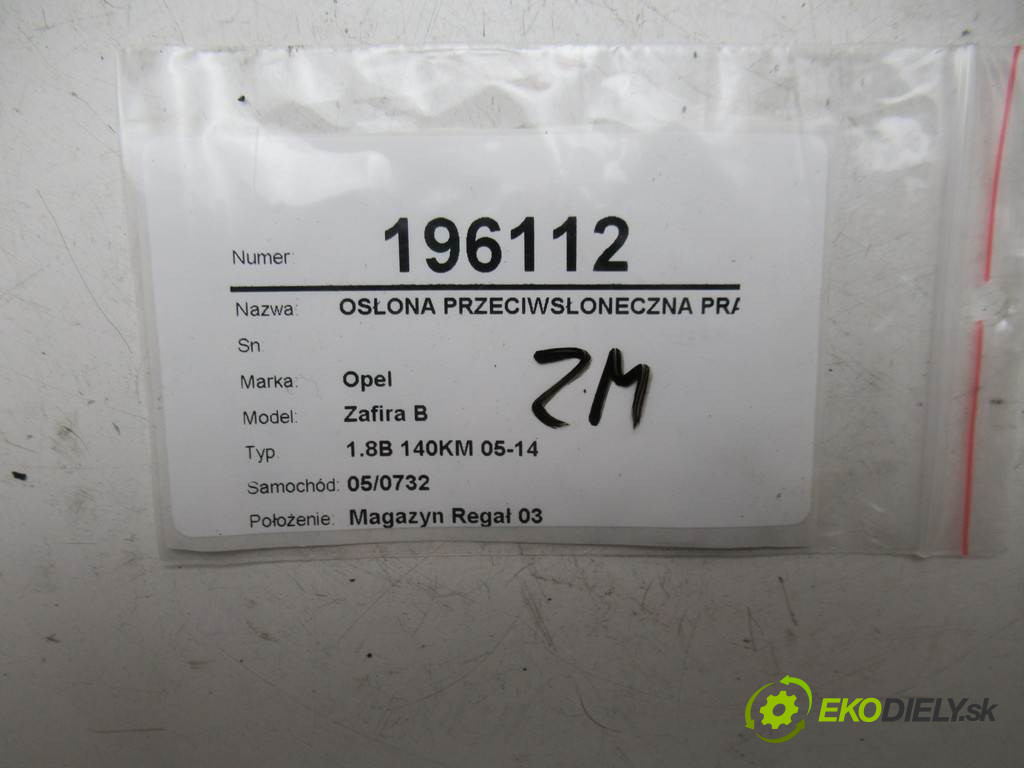 Numer: 196112
Nazwa: OSŁONA PRZECIWSŁONECZNA PRA
Sn
Marka: Opel
Model: Zafira B
Typ 1.8B 140KM 05-14
Samochód: 05/0732
Położenie: Magazyn Regał 03
ZM
EKODIELY.sk